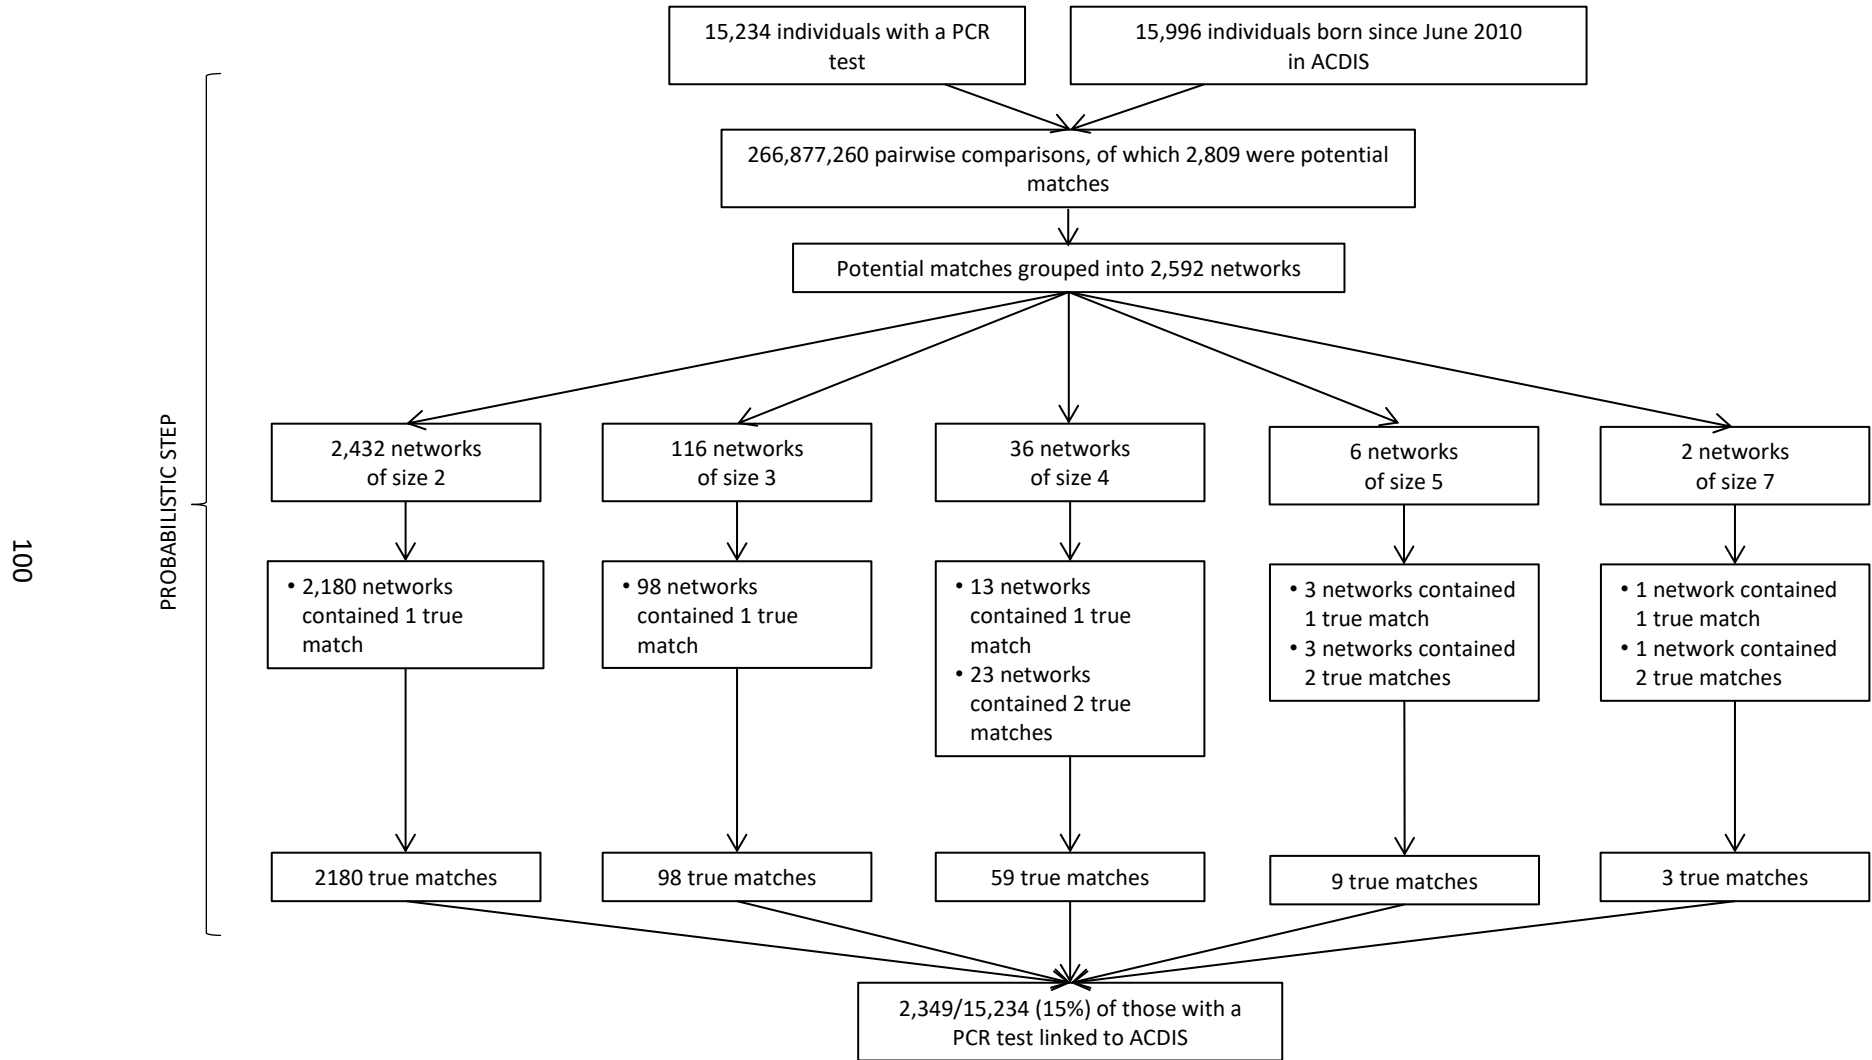 15,234 individuals with a PCR
test
15,996 individuals born since June 2010
in ACDIS
266,877,260 pairwise comparisons, of which 2,809 were potential
matches
Potential matches grouped into 2,592 networks
2,432 networks
of size 2
116 networks
of size 3
36 networks
of size 4
6 networks
of size 5
2 networks
of size 7
• 2,180 networks
contained 1 true
match
• 98 networks
contained 1 true
match
• 13 networks
contained 1 true
match
• 23 networks
contained 2 true
matches
• 3 networks contained
1 true match
• 3 networks contained
2 true matches
• 1 network contained
1 true match
• 1 network contained
2 true matches
2180 true matches
98 true matches
59 true matches
9 true matches
3 true matches
2,349/15,234 (15%) of those with a
PCR test linked to ACDIS
PROBABILISTIC STEP
100